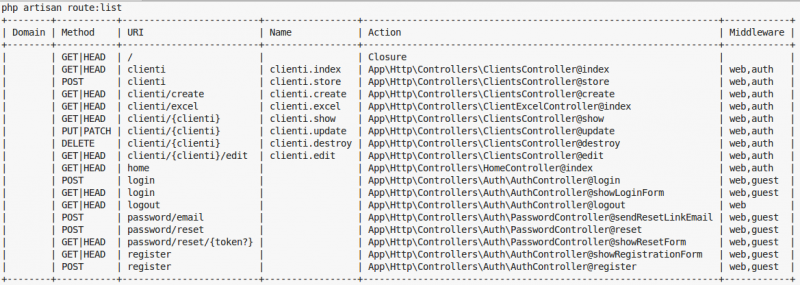 php artisan route:list
+--------+-----------+-------------------------+-----------------+----------------------------------------------------------------+------------+
| Domain | Method | URI | Name | Action | Middleware |
+--------+-----------+-------------------------+-----------------+----------------------------------------------------------------+------------+
| | GET|HEAD | / | | Closure | |
| | GET|HEAD | clienti | clienti.index | App\Http\Controllers\ClientsController@index | web,auth |
| | POST | clienti | clienti.store | App\Http\Controllers\ClientsController@store | web,auth |
| | GET|HEAD | clienti/create | clienti.create | App\Http\Controllers\ClientsController@create | web,auth |
| | GET|HEAD | clienti/excel | clienti.excel | App\Http\Controllers\ClientExcelController@index | web,auth |
| | GET|HEAD | clienti/{clienti} | clienti.show | App\Http\Controllers\ClientsController@show | web,auth |
| | PUT|PATCH | clienti/{clienti} | clienti.update | App\Http\Controllers\ClientsController@update | web,auth |
| | DELETE | clienti/{clienti} | clienti.destroy | App\Http\Controllers\ClientsController@destroy | web,auth |
| | GET|HEAD | clienti/{clienti}/edit | clienti.edit | App\Http\Controllers\ClientsController@edit | web,auth |
| | GET|HEAD | home | | App\Http\Controllers\HomeController@index | web,auth |
| | POST | login | | App\Http\Controllers\Auth\AuthController@login | web,guest |
| | GET|HEAD | login | | App\Http\Controllers\Auth\AuthController@showLoginForm | web,guest |
| | GET|HEAD | logout | | App\Http\Controllers\Auth\AuthController@logout | web |
| | POST | password/email | | App\Http\Controllers\Auth\PasswordController@sendResetLinkEmail | web,guest |
| | POST | password/reset | | App\Http\Controllers\Auth\PasswordController@reset | web,guest |
| | GET|HEAD | password/reset/{token?} | | App\Http\Controllers\Auth\PasswordController@showResetForm | web,guest |
| | GET|HEAD | register | | App\Http\Controllers\Auth\AuthController@showRegistrationForm | web,guest |
| | POST | register | | App\Http\Controllers\Auth\AuthController@register | web,guest |
+--------+-----------+-------------------------+-----------------+----------------------------------------------------------------+------------+